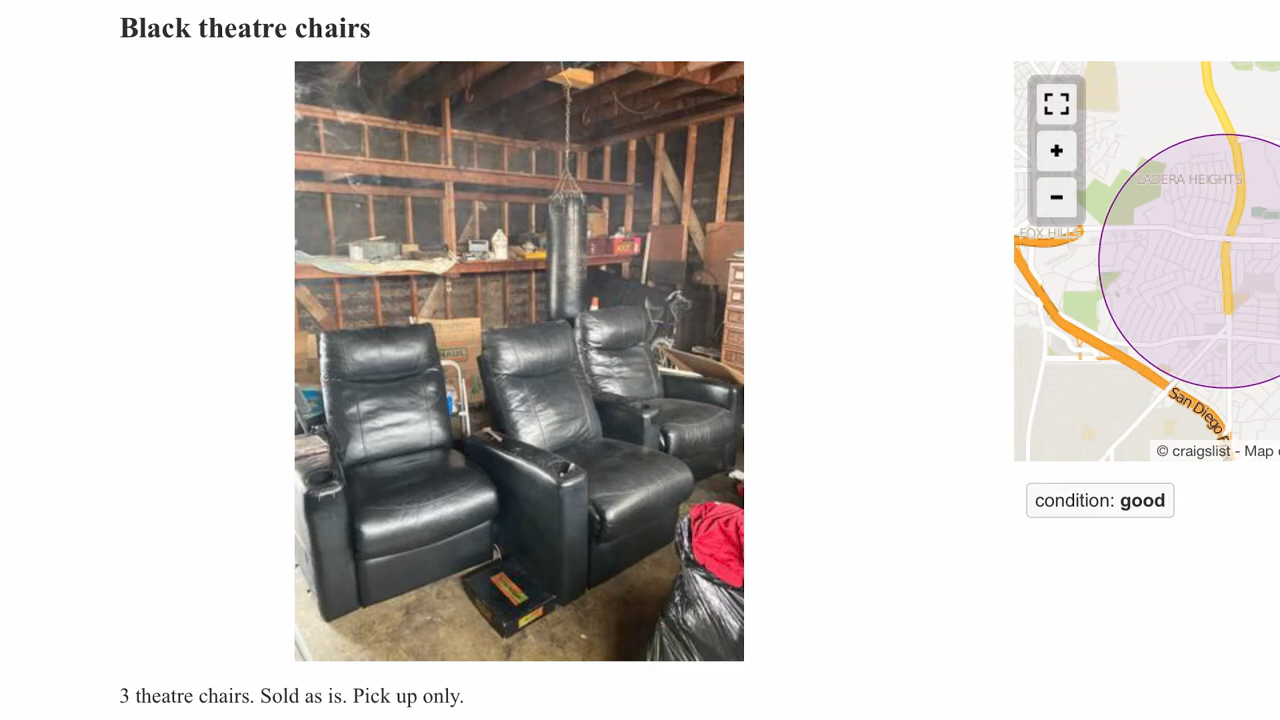 Black theatre chairs
LADERA HEIGHTS
FOX HILLS
San Diego F
© craigslist - Map
condition: good
3 theatre chairs. Sold as is. Pick up only.